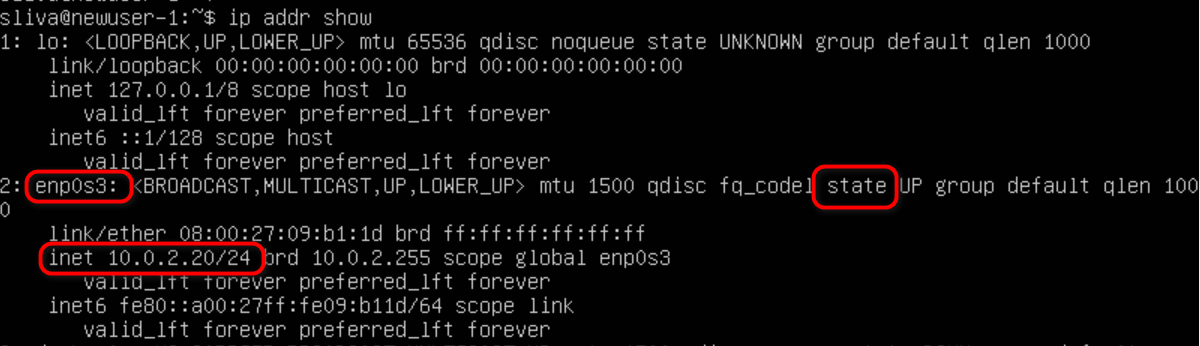 sliva@newuser-1:~$ ip addr show
1: lo: <LOOPBACK,UP,LOWER_UP> mtu 65536 qdisc noqueue state UNKNOWN group default qlen 1000
link/loopback 00:00:00:00:00:00 brd 00:00:00:00:00:00
inet 127.0.0.1/8 scope host lo
valid_lft forever preferred_lft forever
inet6 ::1/128 scope host
valid_lft forever preferred_lft forever
2: enp0s3: <BROADCAST,MULTICAST,UP,LOWER_UP> mtu 1500 qdisc fq_codel state UP group default qlen 100
0
link/ether 08:00:27:09:b1:1d brd ff:ff:ff:ff:ff:ff
inet 10.0.2.20/24 brd 10.0.2.255 scope global enp0s3
valid_lft forever preferred_lft forever
inet6 fe80::a00:27ff:fe09:b11d/64 scope link
valid_lft forever preferred_lft forever